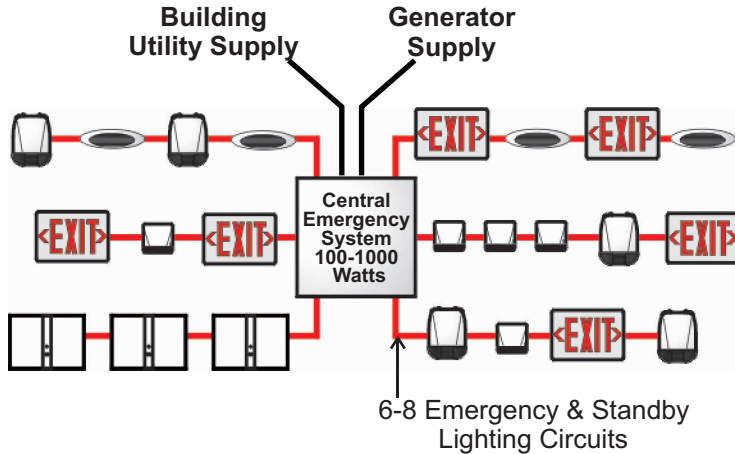 Building
Utility Supply
Generator
Supply
<EXIT>
<EXIT>
<EXIT>
<EXIT>
Central
Emergency
System
100-1000
Watts
<EXIT>
<EXIT>
6-8 Emergency & Standby
Lighting Circuits